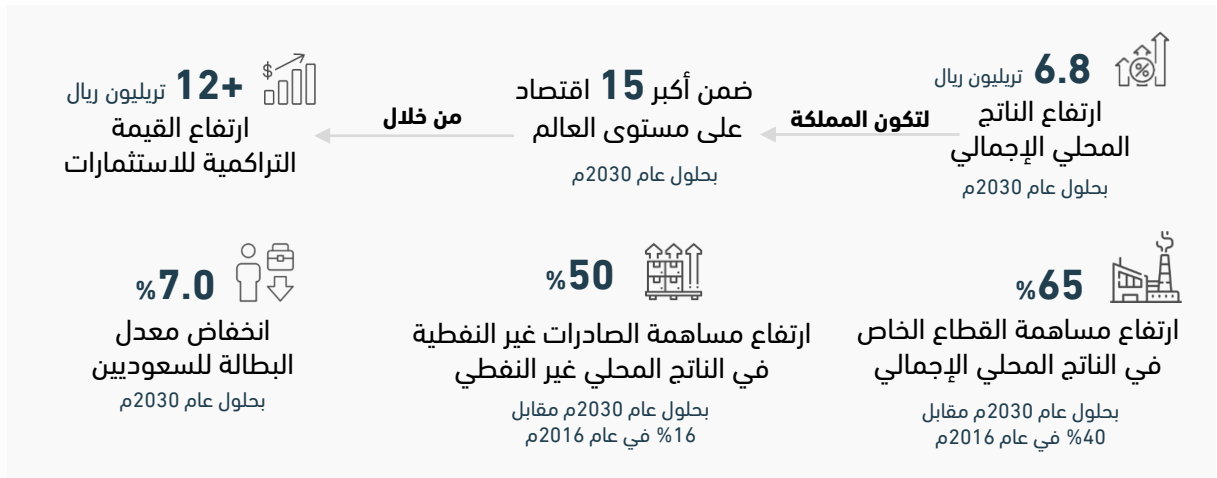 6.8 تريليون ريال
ارتفاع الناتج
المحلي الإجمالي
بحلول عام 2030م
لتكون المملكة
ضمن أكبر 15 اقتصاد
على مستوى العالم
بحلول عام 2030م
من خلال
$
+12 تريليون ريال
ارتفاع القيمة
التراكمية للاستثمارات
%
$
%65
ارتفاع مساهمة القطاع الخاص
في الناتج المحلي الإجمالي
بحلول عام 2030م مقابل
%40 في عام 2016م
%50
ارتفاع مساهمة الصادرات غير النفطية
في الناتج المحلي غير النفطي
بحلول عام 2030م مقابل
%16 في عام 2016م
%7.0
انخفاض معدل
البطالة للسعوديين
بحلول عام 2030م